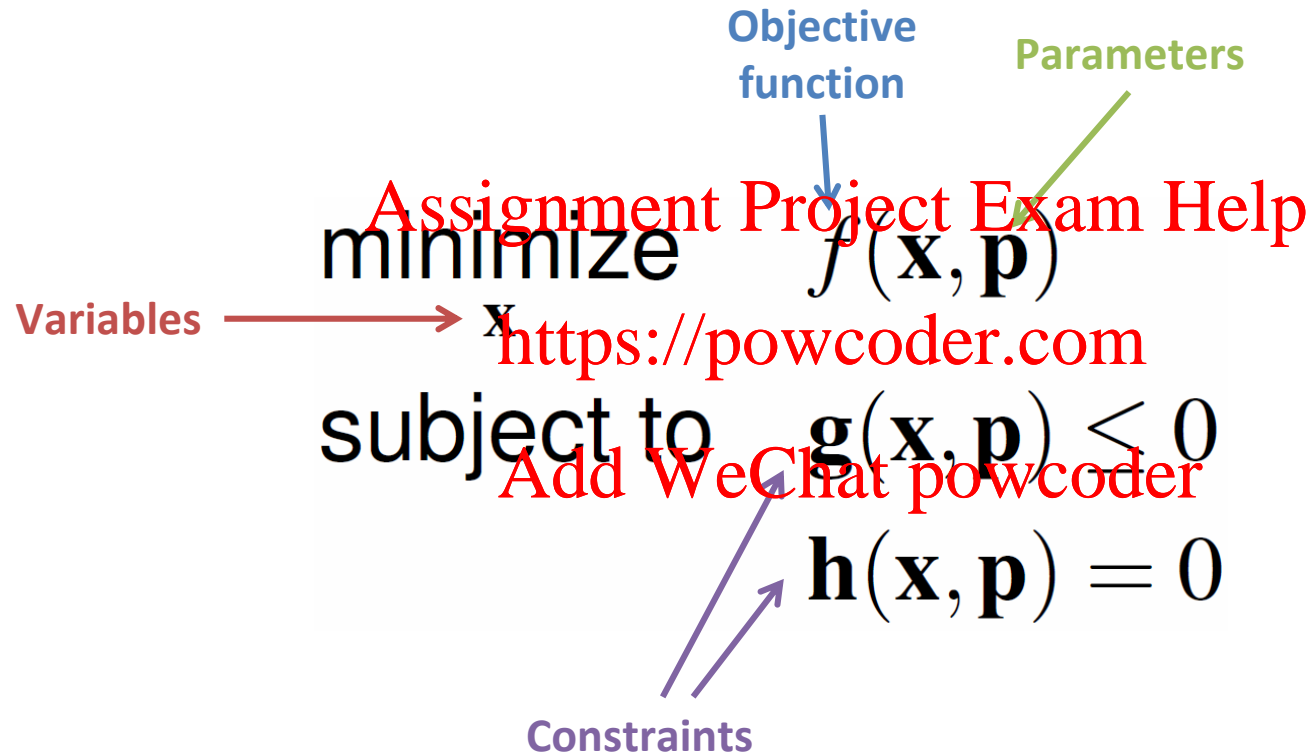 Objective
function
Parameters
Assignment Project Exam Help
minimize f(x, p)
Variables
x
https://powcoder.com
subject to g(x, p) ≤ 0
Add WeChat powcoder
h(x, p) = 0
Constraints